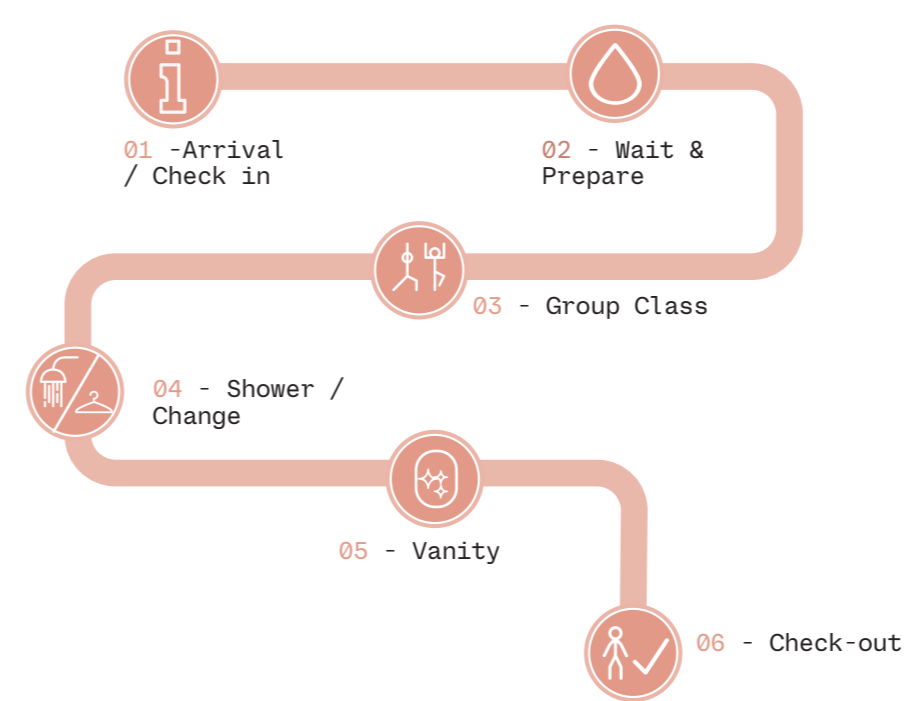 01 -Arrival
/ Check in
02 - Wait &
Prepare
03 - Group Class
04 - Shower /
Change
05 - Vanity
06 - Check-out